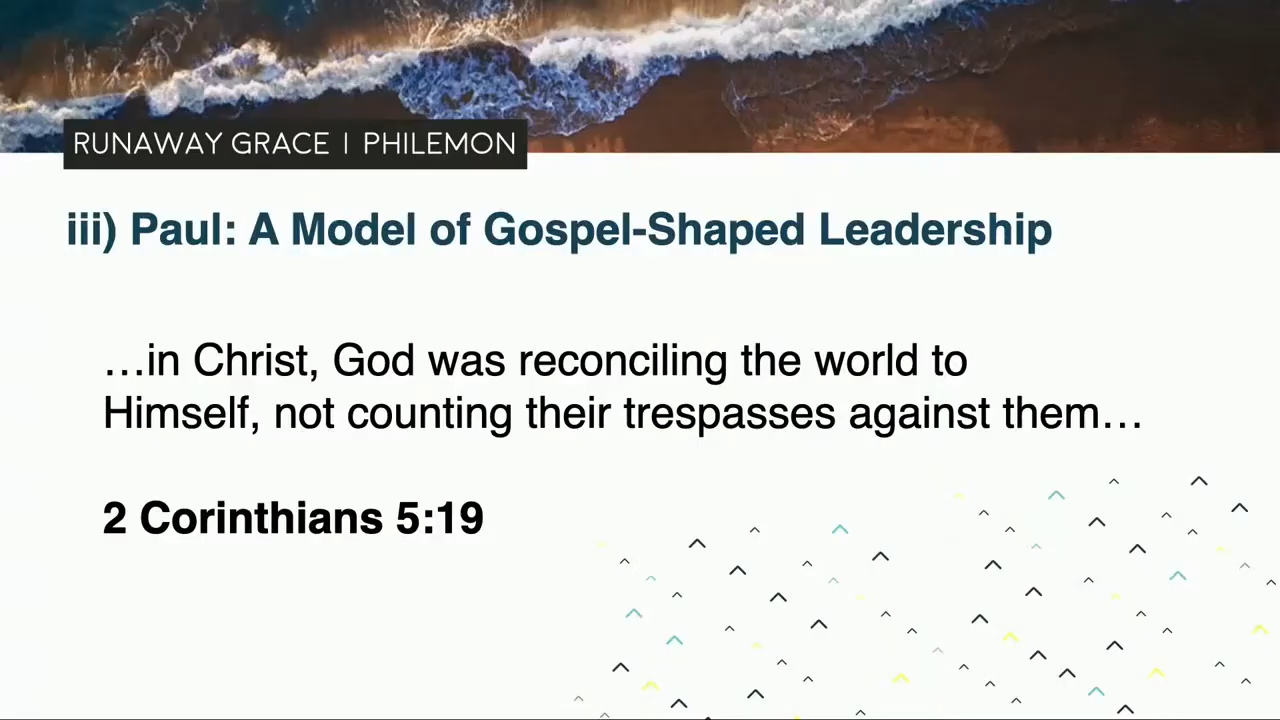 RUNAWAY GRACE | PHILEMON
iii) Paul: A Model of Gospel-Shaped Leadership
…in Christ, God was reconciling the world to
Himself, not counting their trespasses against them…
2 Corinthians 5:19